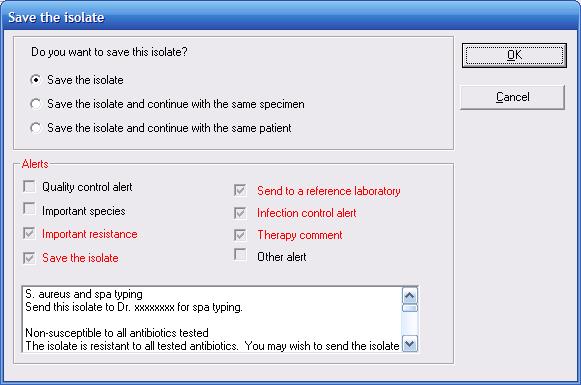 Save the isolate
Do you want to save this isolate?
Save the isolate
Save the isolate and continue with the same specimen
Save the isolate and continue with the same patient
OK
Cancel
Alerts
Quality control alert
Important species
Important resistance
Save the isolate
Send to a reference laboratory
Infection control alert
Therapy comment
Other alert
S. aureus and spa typing
Send this isolate to Dr. xxxxxxxx for spa typing.
Non-susceptible to all antibiotics tested
The isolate is resistant to all tested antibiotics. You may wish to send the isolate